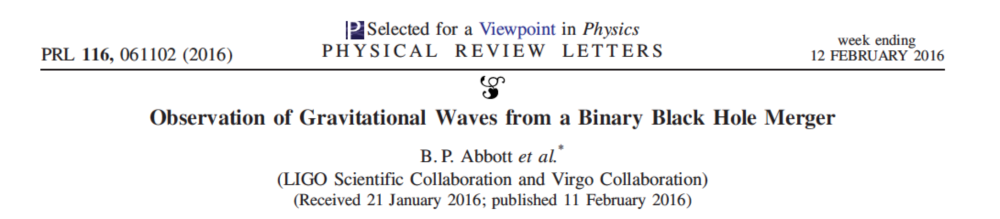 Selected for a Viewpoint in Physics
PRL 116, 061102 (2016)
PHYSICAL REVIEW LETTERS
week ending
12 FEBRUARY 2016
Observation of Gravitational Waves from a Binary Black Hole Merger
B. P. Abbott et al.*
(LIGO Scientific Collaboration and Virgo Collaboration)
(Received 21 January 2016; published 11 February 2016)